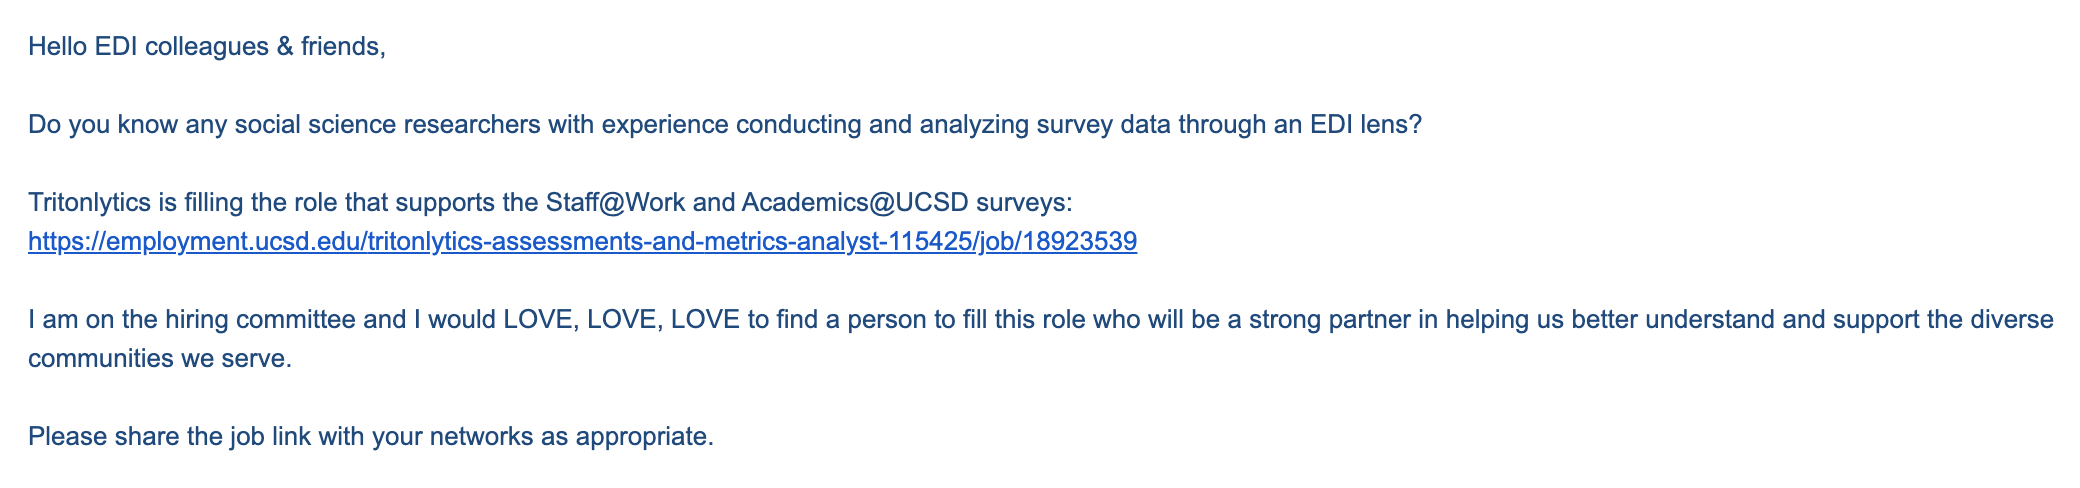 Hello EDI colleagues & friends,
Do you know any social science researchers with experience conducting and analyzing survey data through an EDI lens?
Tritonlytics is filling the role that supports the Staff@Work and Academics@UCSD surveys:
https://employment.ucsd.edu/tritonlytics-assessments-and-metrics-analyst-115425/job/18923539
I am on the hiring committee and I would LOVE, LOVE, LOVE to find a person to fill this role who will be a strong partner in helping us better understand and support the diverse
communities we serve.
Please share the job link with your networks as appropriate.